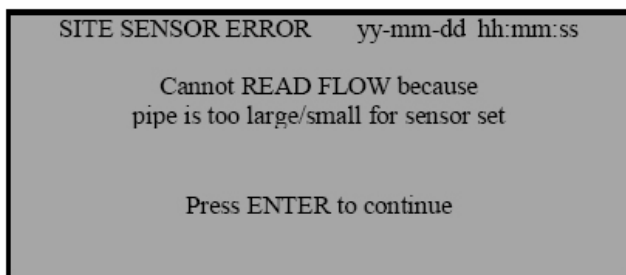 SITE SENSOR ERROR yy-mm-dd hh:mm:ss
Cannot READ FLOW because
pipe is too large/small for sensor set
Press ENTER to continue